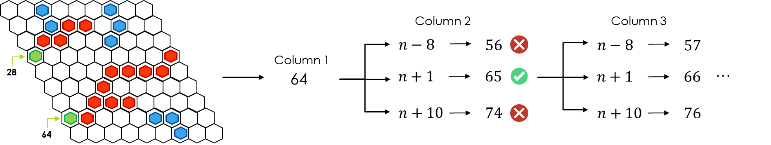 28
64
Column 1
64
Column 2
n − 8 56
n + 1 65
n + 10 74
Column 3
n − 8 57
n + 1 66 ...
n + 10 76